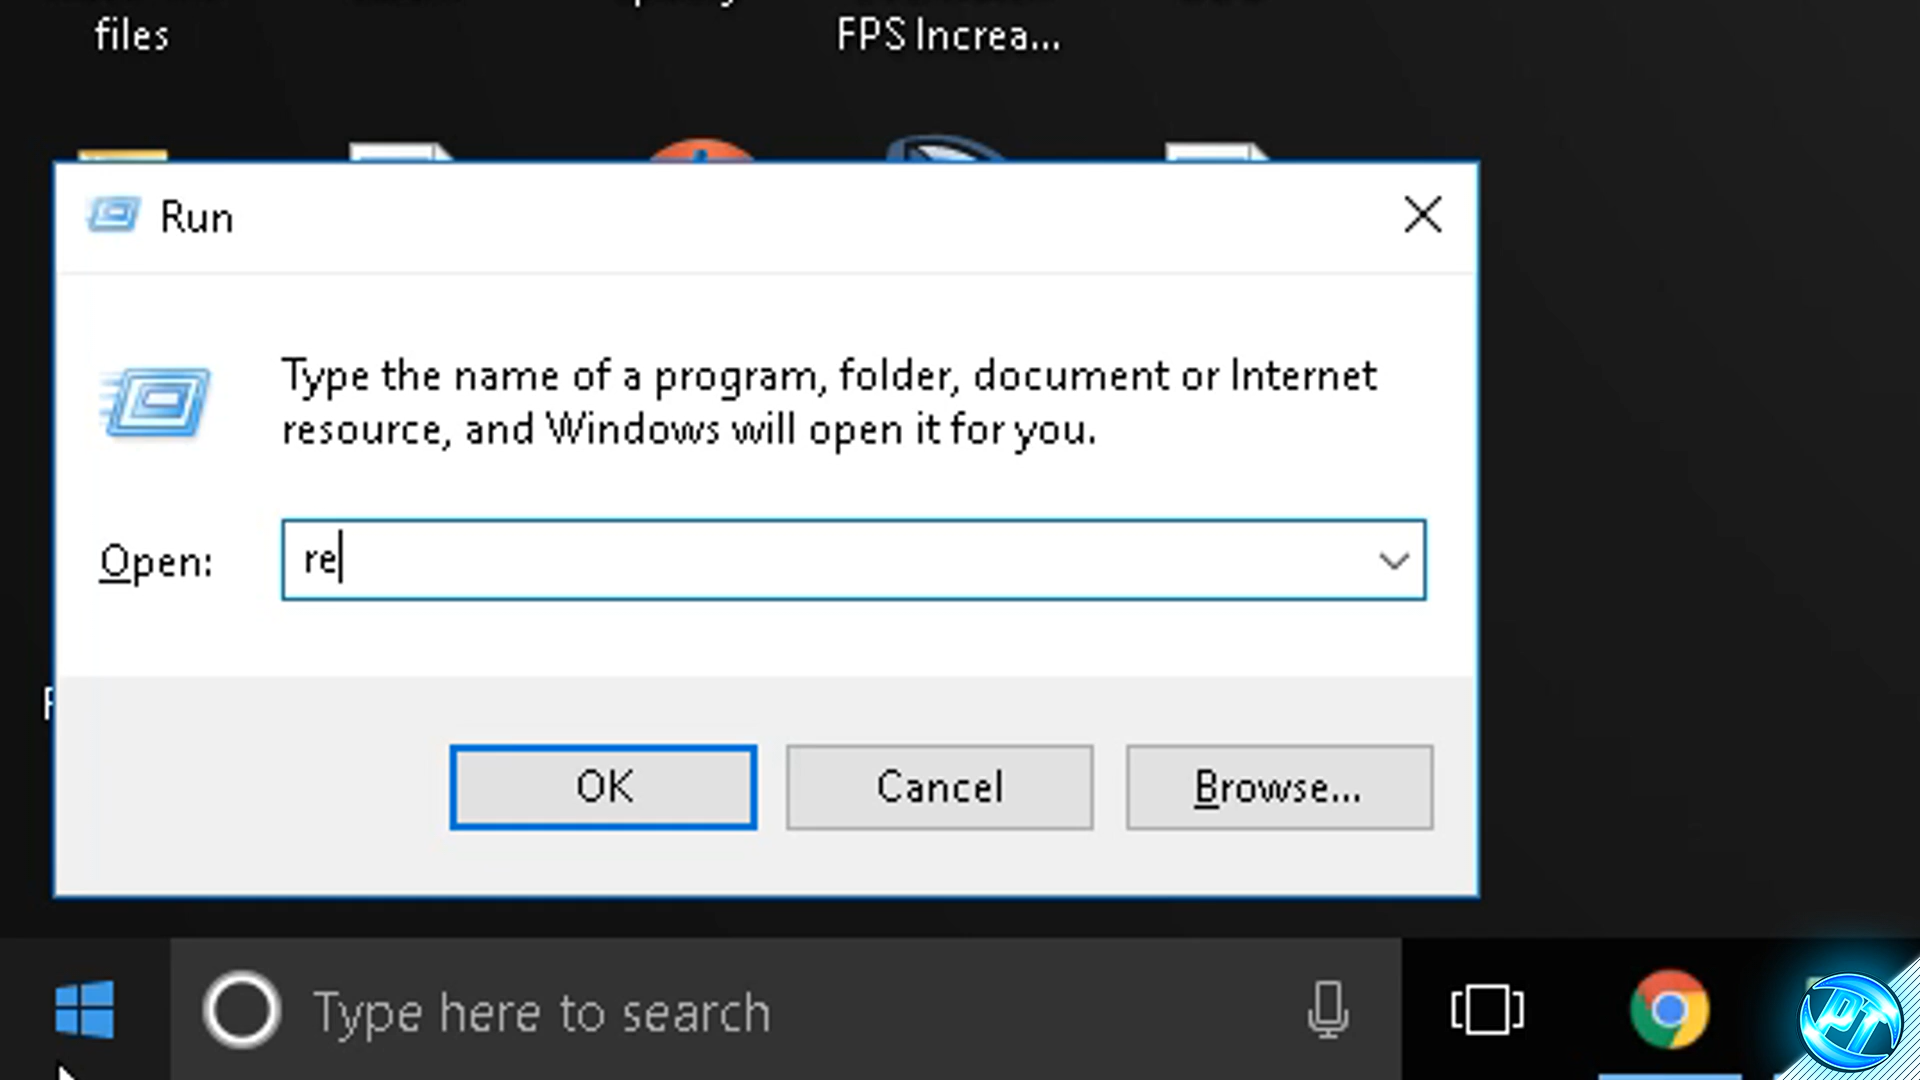 files
FPS Increa...
Run
Type the name of a program, folder, document or Internet
resource, and Windows will open it for you.
Open:
re
OK
Cancel
Browse...
Type here to search
PT